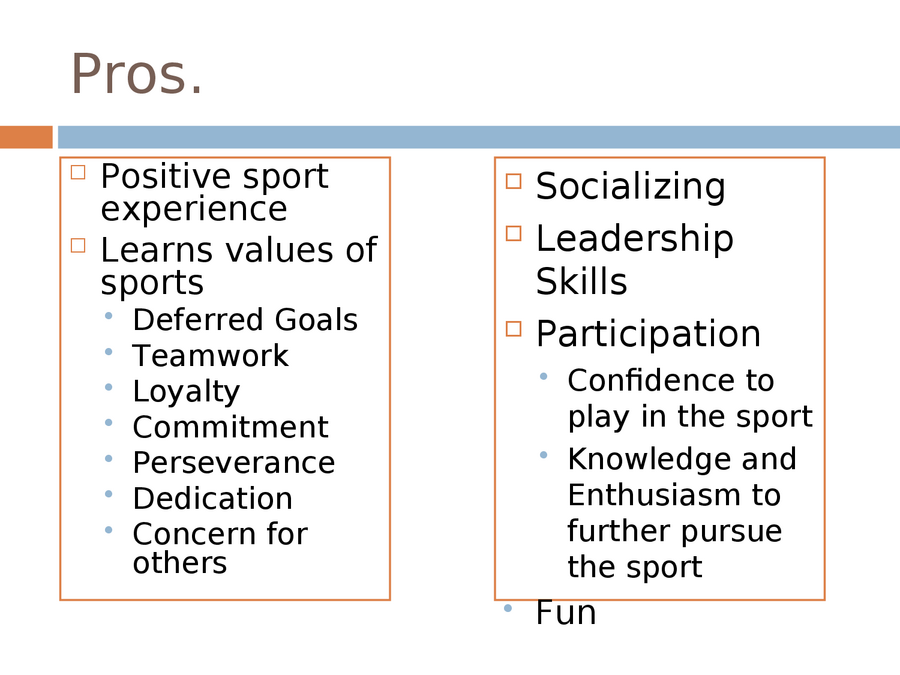 Pros.
Positive sport
experience
Learns values of
sports
Deferred Goals
Teamwork
Loyalty
Commitment
Perseverance
Dedication
Concern for
others
Socializing
Leadership
Skills
Participation
Confidence to
play in the sport
Knowledge and
Enthusiasm to
further pursue
the sport
Fun